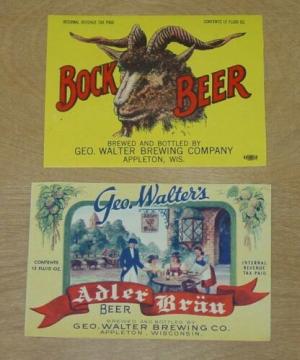 INTERNAL REVENUE TAX PAID
CONTENTS 12 FLUID OZ.
BOCK BEER
BREWED AND BOTTLED BY
GEO. WALTER BREWING COMPANY
APPLETON, WIS.
Geo. Walter's
CONTENTS
12 FLUID OZ.
INTERNAL
REVENUE
TAX PAID
Adler Bräu
BEER
BREWED AND BOTTLED BY
GEO. WALTER BREWING CO.
APPLETON, WISCONSIN.